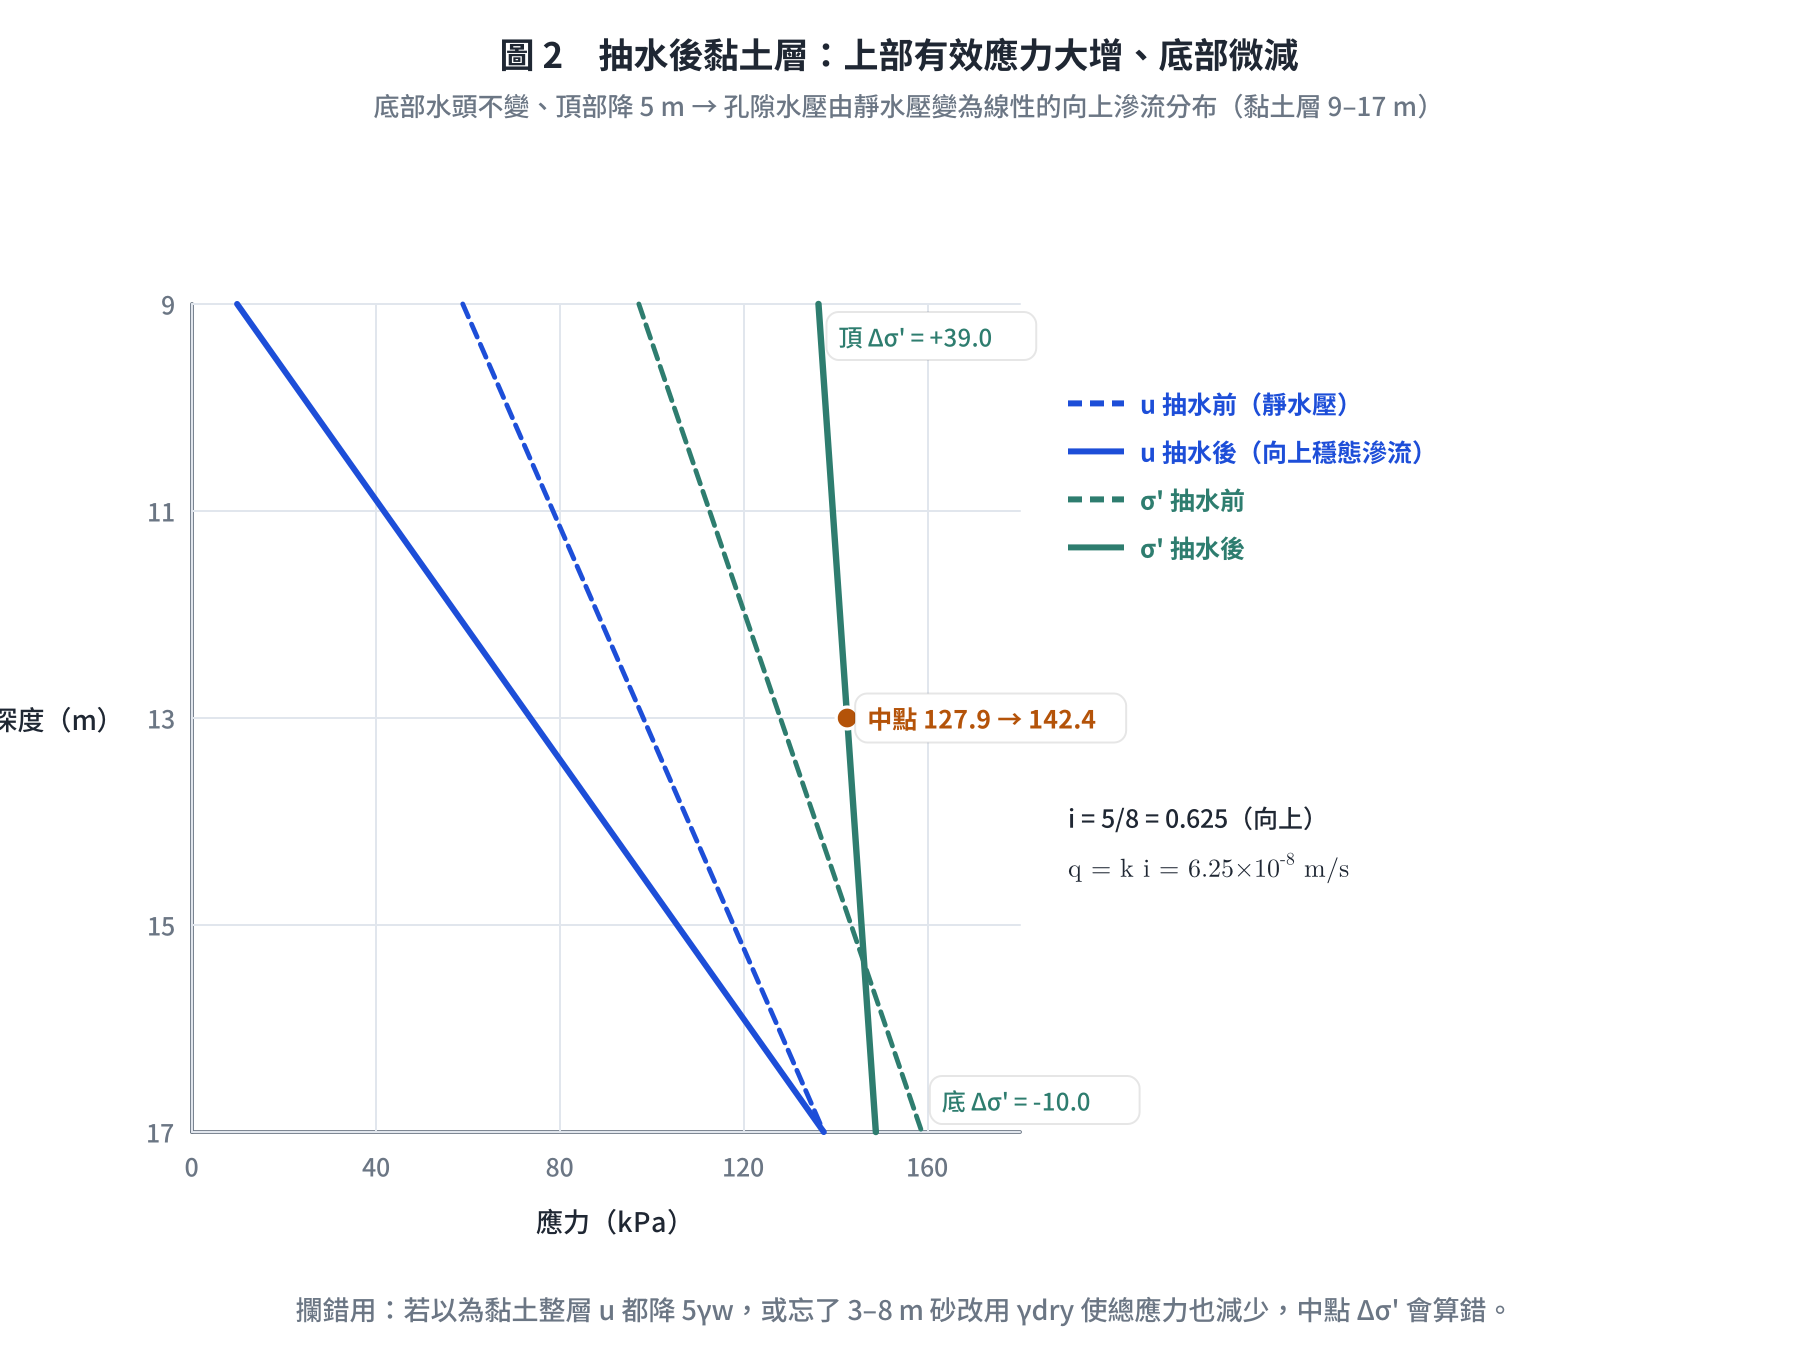 圖 2　抽水後黏土層：上部有效應力大增、底部微減
底部水頭不變、頂部降 5 m → 孔隙水壓由靜水壓變為線性的向上滲流分布（黏土層 9–17 m）
9
頂 Δσ' = +39.0
u 抽水前（靜水壓）
u 抽水後（向上穩態滲流）
σ' 抽水前
σ' 抽水後
11
深度（m）
13
中點 127.9 → 142.4
i = 5/8 = 0.625（向上）
q = k i = 6.25×10⁻⁸ m/s
15
底 Δσ' = -10.0
17
0 40 80 120 160
應力（kPa）
攔錯用：若以為黏土整層 u 都降 5γw，或忘了 3–8 m 砂改用 γdry 使總應力也減少，中點 Δσ' 會算錯。